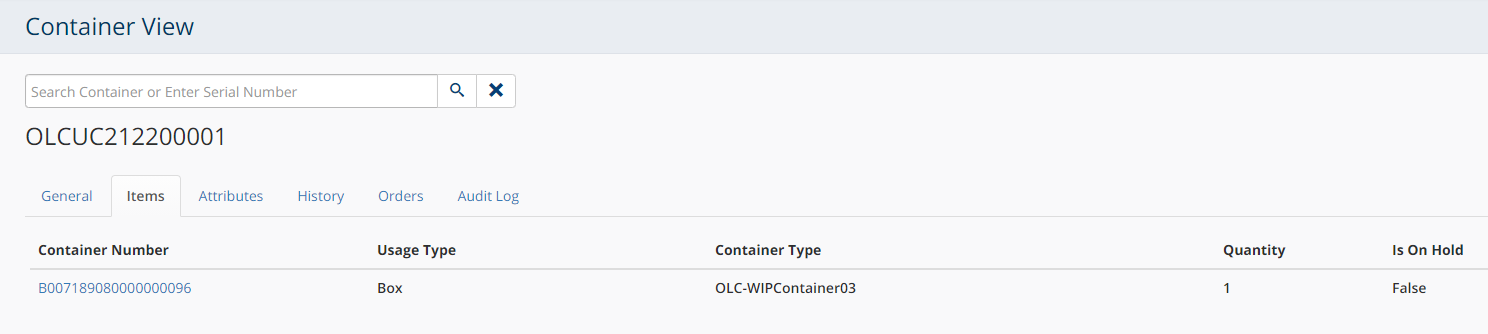 Container View
Search Container or Enter Serial Number
OLCUC212200001
General Items Attributes History Orders Audit Log
Container Number Usage Type Container Type Quantity Is On Hold
B007189080000000096 Box OLC-WIPContainer03 1 False